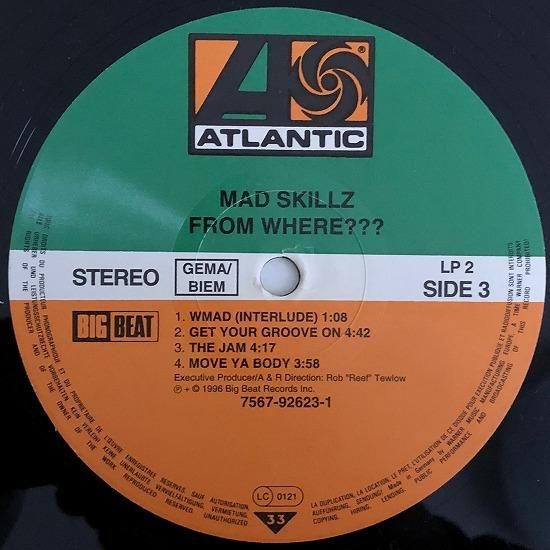 ATLANTIC
MAD SKILLZ
FROM WHERE???
STEREO
GEMA/
BIEM
LP 2
SIDE 3
BIG BEAT
1. WMAD (INTERLUDE) 1:08
2. GET YOUR GROOVE ON 4:42
3. THE JAM 4:17
4. MOVE YA BODY 3:58
Executive Producer/A & R Direction: Rob "Reef" Tewlow
℗ + © 1996 Big Beat Records Inc.
7567-92623-1
LC 0121
33